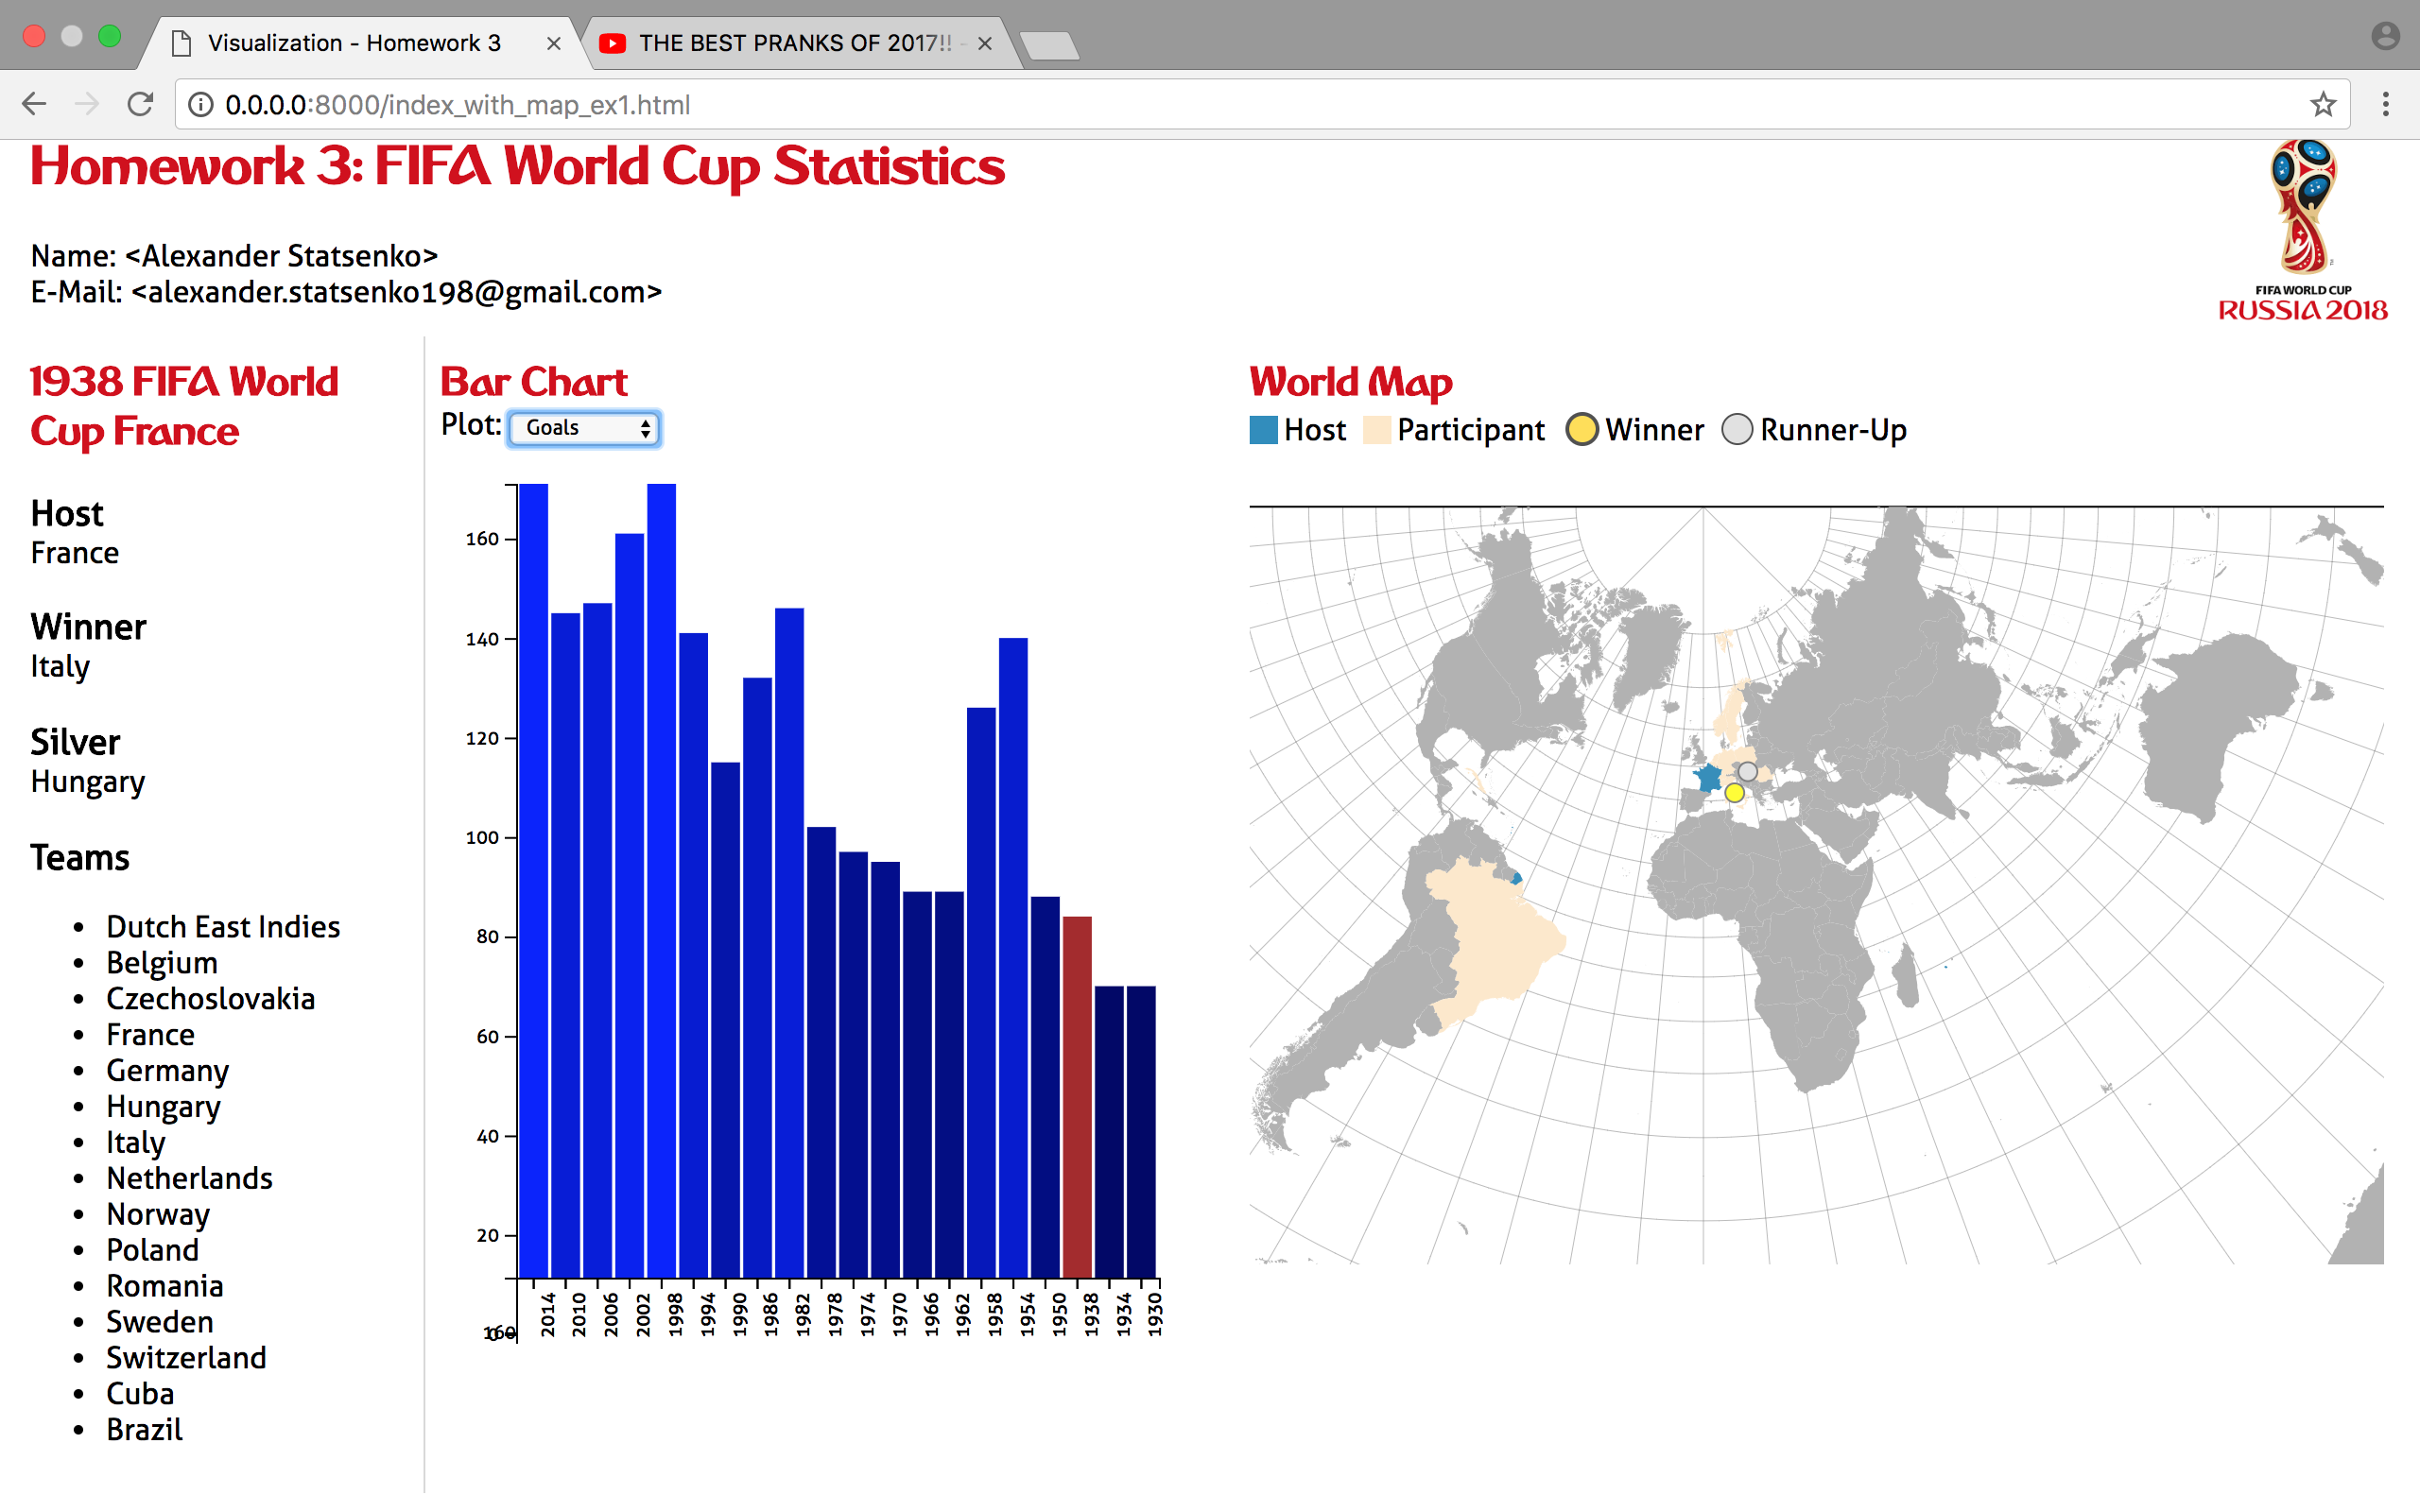 Visualization - Homework 3
THE BEST PRANKS OF 2017!! -
0.0.0.0:8000/index_with_map_ex1.html
Homework 3: FIFA World Cup Statistics
Name: <Alexander Statsenko>
E-Mail: <alexander.statsenko198@gmail.com>
FIFA WORLD CUP
RUSSIA 2018
1938 FIFA World
Cup France
Host
France
Winner
Italy
Silver
Hungary
Teams
Dutch East Indies
Belgium
Czechoslovakia
France
Germany
Hungary
Italy
Netherlands
Norway
Poland
Romania
Sweden
Switzerland
Cuba
Brazil
Bar Chart
Plot: Goals
160
140
120
100
80
60
40
20
0
160
2014
2010
2006
2002
1998
1994
1990
1986
1982
1978
1974
1970
1966
1962
1958
1954
1950
1938
1934
1930
World Map
Host Participant Winner Runner-Up